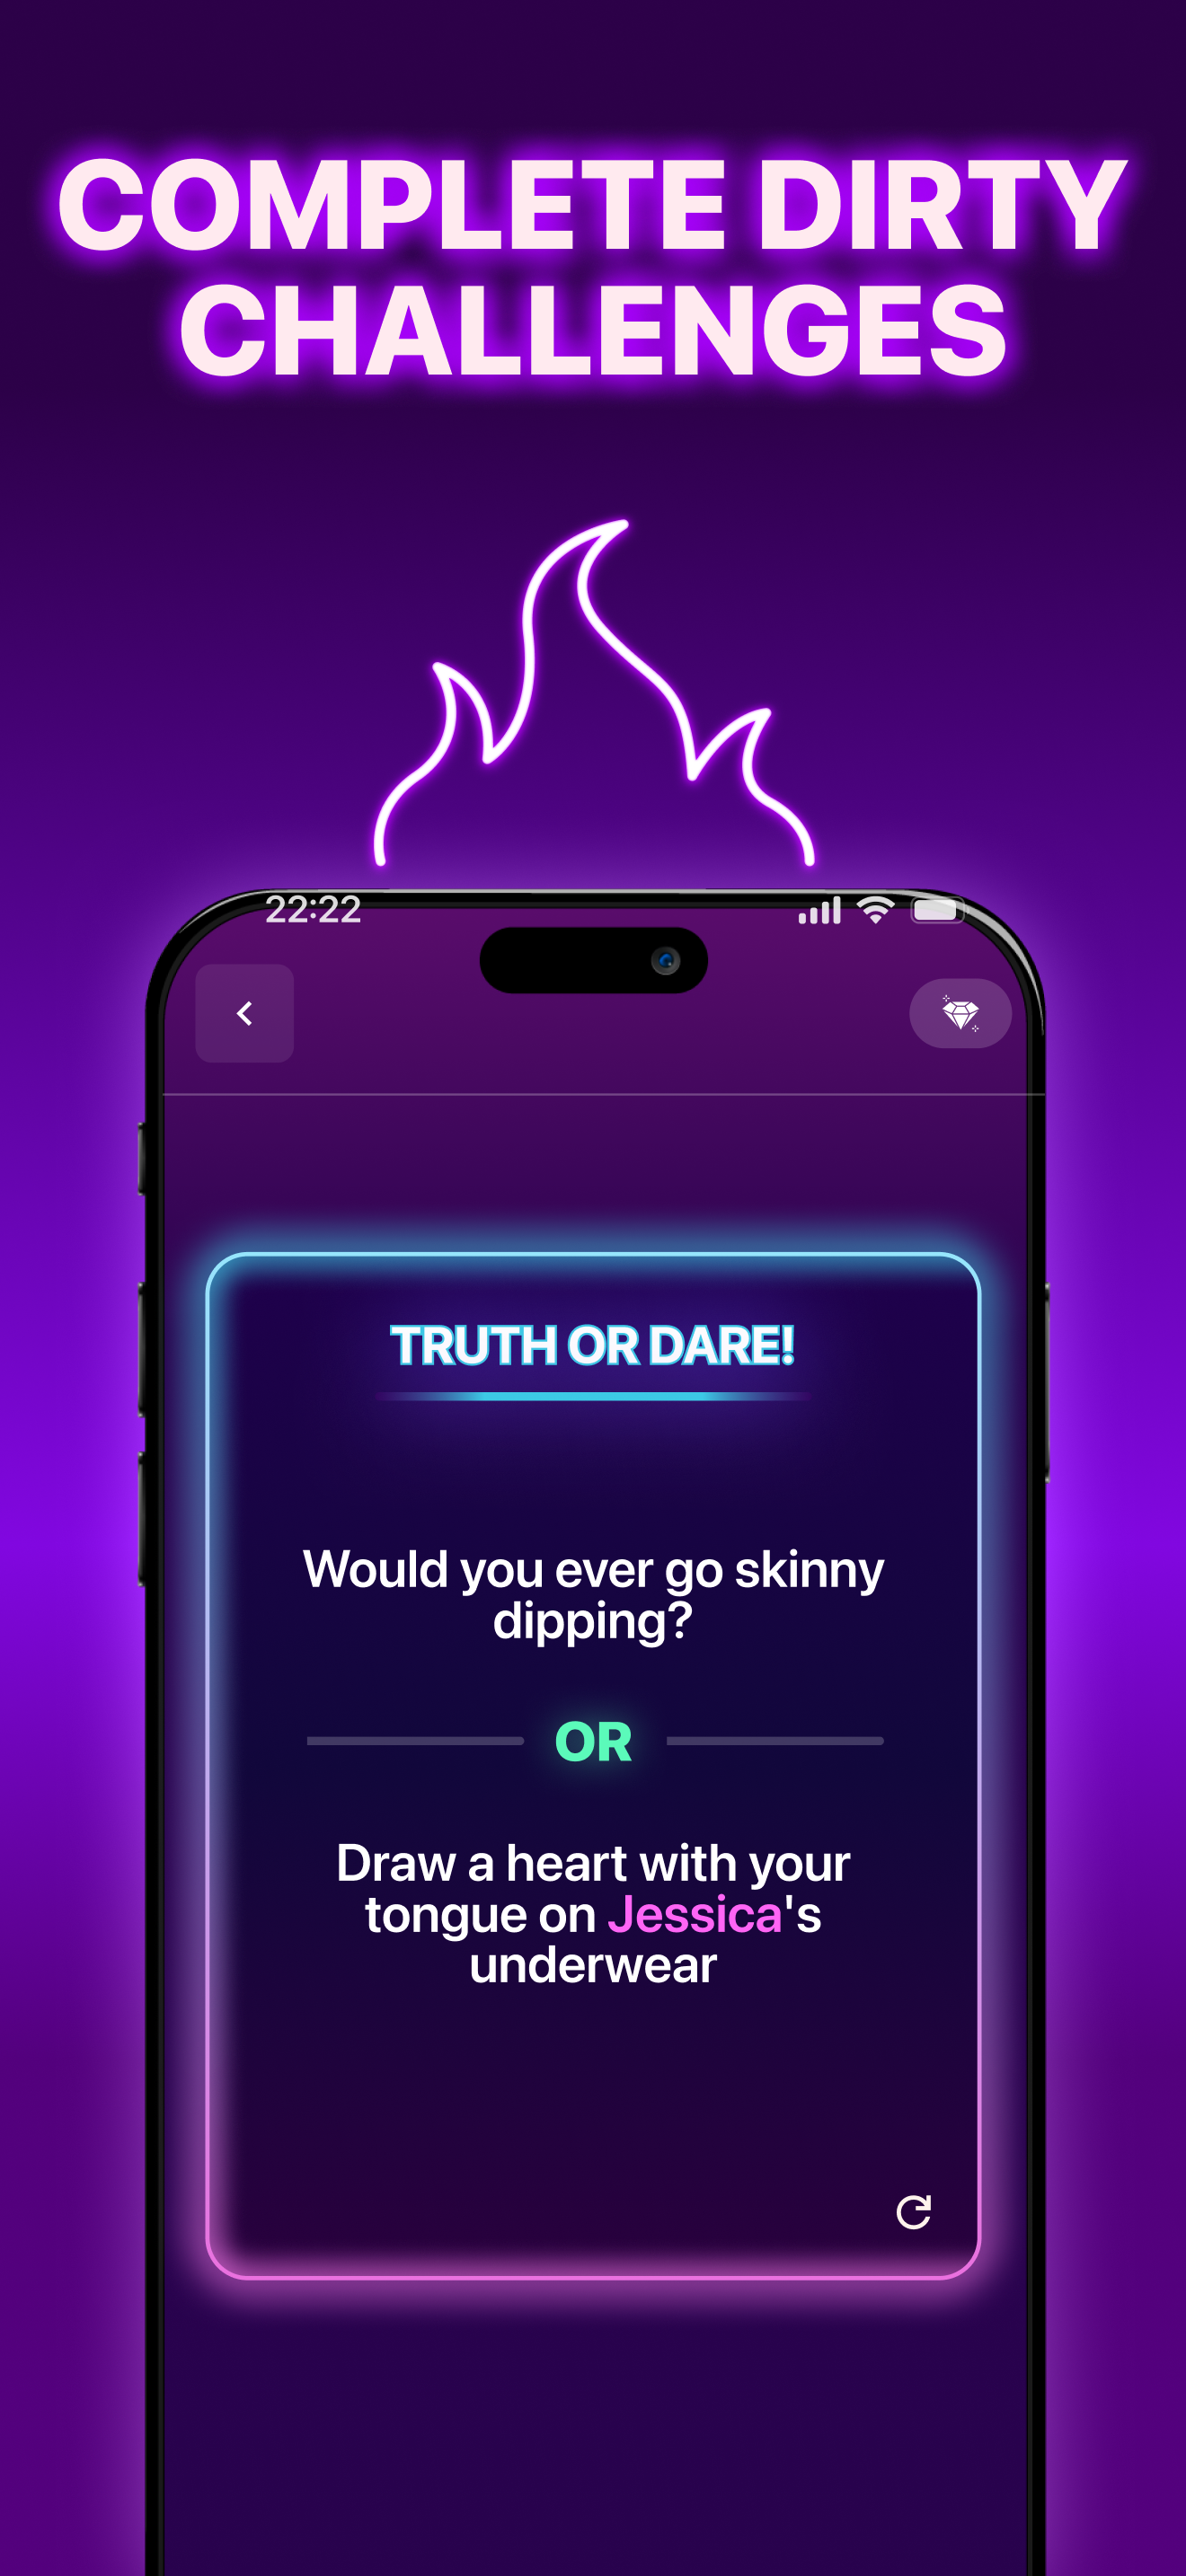 COMPLETE DIRTY
CHALLENGES
22:22
TRUTH OR DARE!
Would you ever go skinny
dipping?
OR
Draw a heart with your
tongue on Jessica's
underwear